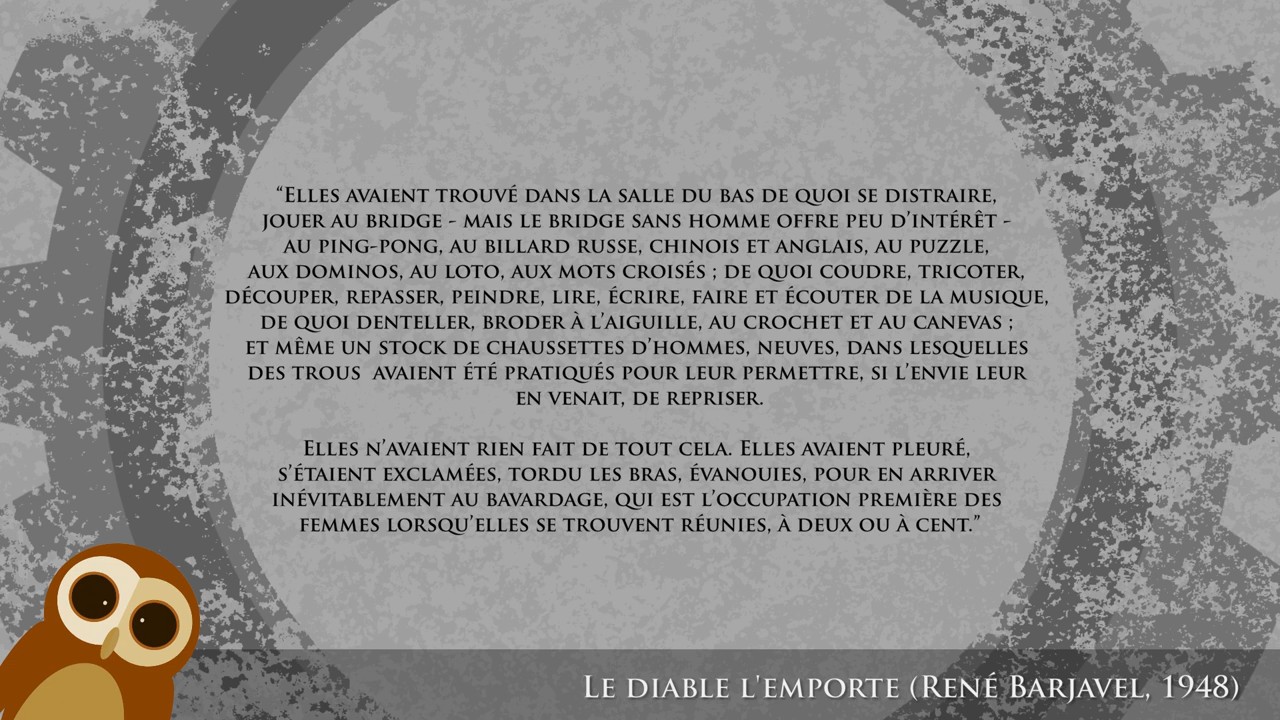 “Elles avaient trouvé dans la salle du bas de quoi se distraire,
jouer au bridge - mais le bridge sans homme offre peu d’intérêt -
au ping-pong, au billard russe, chinois et anglais, au puzzle,
aux dominos, au loto, aux mots croisés ; de quoi coudre, tricoter,
découper, repasser, peindre, lire, écrire, faire et écouter de la musique,
de quoi denteller, broder à l’aiguille, au crochet et au canevas ;
et même un stock de chaussettes d’hommes, neuves, dans lesquelles
des trous  avaient été pratiqués pour leur permettre, si l’envie leur
en venait, de repriser.
Elles n’avaient rien fait de tout cela. Elles avaient pleuré,
s’étaient exclamées, tordu les bras, évanouies, pour en arriver
inévitablement au bavardage, qui est l’occupation première des
femmes lorsqu’elles se trouvent réunies, à deux ou à cent.”
Le diable l'emporte (René Barjavel, 1948)